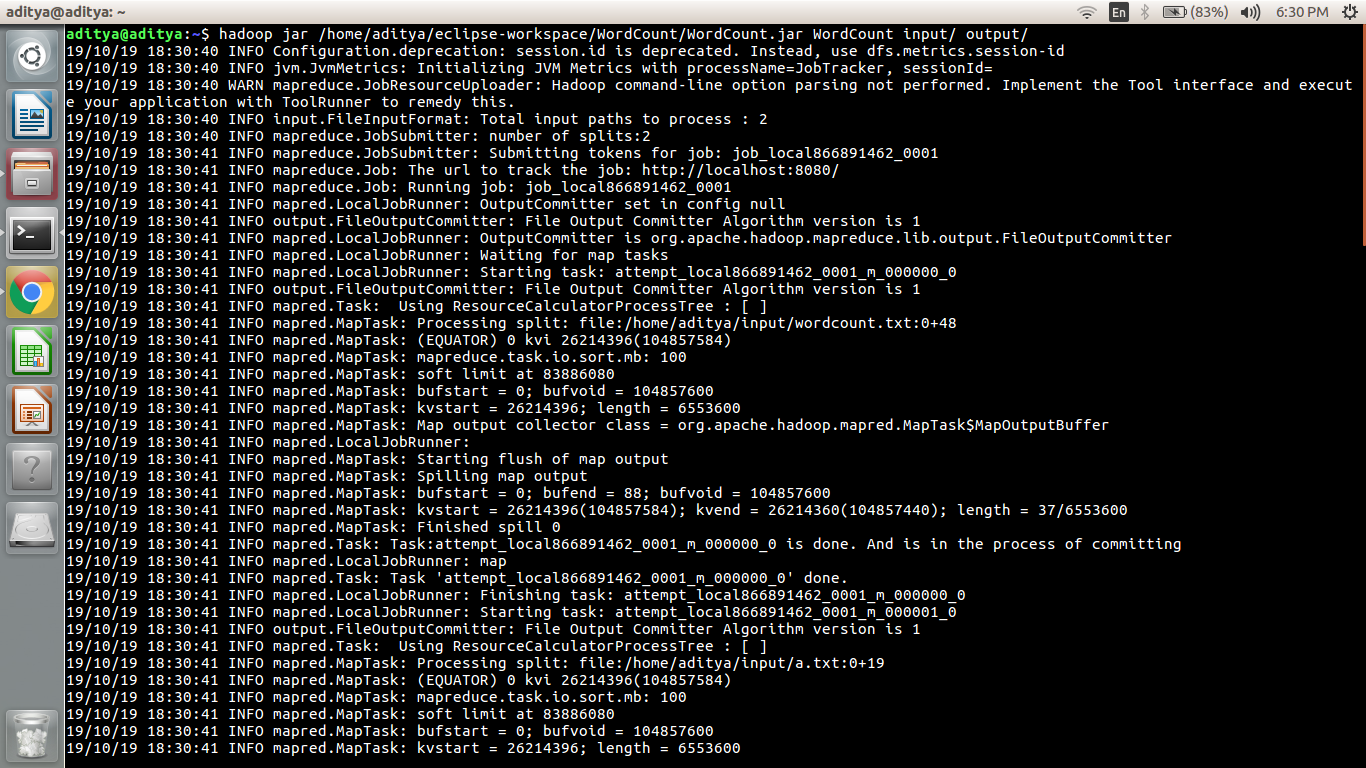 aditya@aditya: ~
En
(83%)
6:30 PM
aditya@aditya:~$ hadoop jar /home/aditya/eclipse-workspace/WordCount/WordCount.jar WordCount input/ output/
19/10/19 18:30:40 INFO Configuration.deprecation: session.id is deprecated. Instead, use dfs.metrics.session-id
19/10/19 18:30:40 INFO jvm.JvmMetrics: Initializing JVM Metrics with processName=JobTracker, sessionId=
19/10/19 18:30:40 WARN mapreduce.JobResourceUploader: Hadoop command-line option parsing not performed. Implement the Tool interface and execut
e your application with ToolRunner to remedy this.
19/10/19 18:30:40 INFO input.FileInputFormat: Total input paths to process : 2
19/10/19 18:30:40 INFO mapreduce.JobSubmitter: number of splits:2
19/10/19 18:30:41 INFO mapreduce.JobSubmitter: Submitting tokens for job: job_local866891462_0001
19/10/19 18:30:41 INFO mapreduce.Job: The url to track the job: http://localhost:8080/
19/10/19 18:30:41 INFO mapreduce.Job: Running job: job_local866891462_0001
19/10/19 18:30:41 INFO mapred.LocalJobRunner: OutputCommitter set in config null
19/10/19 18:30:41 INFO output.FileOutputCommitter: File Output Committer Algorithm version is 1
19/10/19 18:30:41 INFO mapred.LocalJobRunner: OutputCommitter is org.apache.hadoop.mapreduce.lib.output.FileOutputCommitter
19/10/19 18:30:41 INFO mapred.LocalJobRunner: Waiting for map tasks
19/10/19 18:30:41 INFO mapred.LocalJobRunner: Starting task: attempt_local866891462_0001_m_000000_0
19/10/19 18:30:41 INFO output.FileOutputCommitter: File Output Committer Algorithm version is 1
19/10/19 18:30:41 INFO mapred.Task:  Using ResourceCalculatorProcessTree : [ ]
19/10/19 18:30:41 INFO mapred.MapTask: Processing split: file:/home/aditya/input/wordcount.txt:0+48
19/10/19 18:30:41 INFO mapred.MapTask: (EQUATOR) 0 kvi 26214396(104857584)
19/10/19 18:30:41 INFO mapred.MapTask: mapreduce.task.io.sort.mb: 100
19/10/19 18:30:41 INFO mapred.MapTask: soft limit at 83886080
19/10/19 18:30:41 INFO mapred.MapTask: bufstart = 0; bufvoid = 104857600
19/10/19 18:30:41 INFO mapred.MapTask: kvstart = 26214396; length = 6553600
19/10/19 18:30:41 INFO mapred.MapTask: Map output collector class = org.apache.hadoop.mapred.MapTask$MapOutputBuffer
19/10/19 18:30:41 INFO mapred.LocalJobRunner:
19/10/19 18:30:41 INFO mapred.MapTask: Starting flush of map output
19/10/19 18:30:41 INFO mapred.MapTask: Spilling map output
19/10/19 18:30:41 INFO mapred.MapTask: bufstart = 0; bufend = 88; bufvoid = 104857600
19/10/19 18:30:41 INFO mapred.MapTask: kvstart = 26214396(104857584); kvend = 26214360(104857440); length = 37/6553600
19/10/19 18:30:41 INFO mapred.MapTask: Finished spill 0
19/10/19 18:30:41 INFO mapred.Task: Task:attempt_local866891462_0001_m_000000_0 is done. And is in the process of committing
19/10/19 18:30:41 INFO mapred.LocalJobRunner: map
19/10/19 18:30:41 INFO mapred.Task: Task 'attempt_local866891462_0001_m_000000_0' done.
19/10/19 18:30:41 INFO mapred.LocalJobRunner: Finishing task: attempt_local866891462_0001_m_000000_0
19/10/19 18:30:41 INFO mapred.LocalJobRunner: Starting task: attempt_local866891462_0001_m_000001_0
19/10/19 18:30:41 INFO output.FileOutputCommitter: File Output Committer Algorithm version is 1
19/10/19 18:30:41 INFO mapred.Task:  Using ResourceCalculatorProcessTree : [ ]
19/10/19 18:30:41 INFO mapred.MapTask: Processing split: file:/home/aditya/input/a.txt:0+19
19/10/19 18:30:41 INFO mapred.MapTask: (EQUATOR) 0 kvi 26214396(104857584)
19/10/19 18:30:41 INFO mapred.MapTask: mapreduce.task.io.sort.mb: 100
19/10/19 18:30:41 INFO mapred.MapTask: soft limit at 83886080
19/10/19 18:30:41 INFO mapred.MapTask: bufstart = 0; bufvoid = 104857600
19/10/19 18:30:41 INFO mapred.MapTask: kvstart = 26214396; length = 6553600